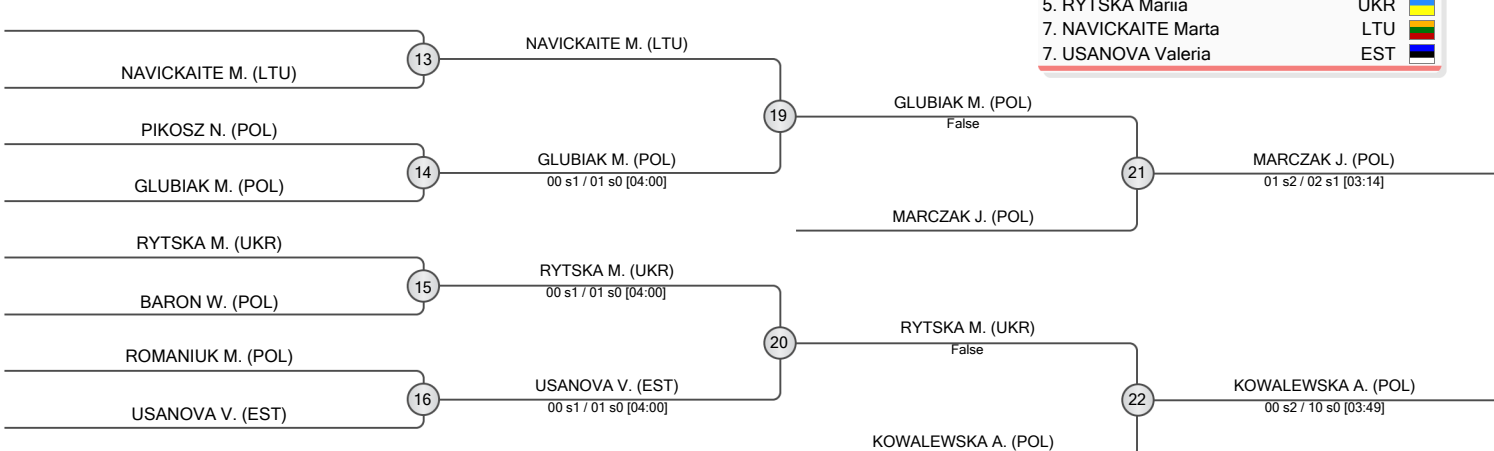 5. RYTSKA Mariia UKR
7. NAVICKAITE Marta LTU
7. USANOVA Valeria EST
NAVICKAITE M. (LTU)
13
NAVICKAITE M. (LTU)
PIKOSZ N. (POL)
14
GLUBIAK M. (POL)
GLUBIAK M. (POL)
00 s1 / 01 s0 [04:00]
19
GLUBIAK M. (POL)
False
MARCZAK J. (POL)
21
MARCZAK J. (POL)
01 s2 / 02 s1 [03:14]
RYTSKA M. (UKR)
15
BARON W. (POL)
RYTSKA M. (UKR)
00 s1 / 01 s0 [04:00]
ROMANIUK M. (POL)
16
USANOVA V. (EST)
USANOVA V. (EST)
00 s1 / 01 s0 [04:00]
20
RYTSKA M. (UKR)
False
KOWALEWSKA A. (POL)
22
KOWALEWSKA A. (POL)
00 s2 / 10 s0 [03:49]